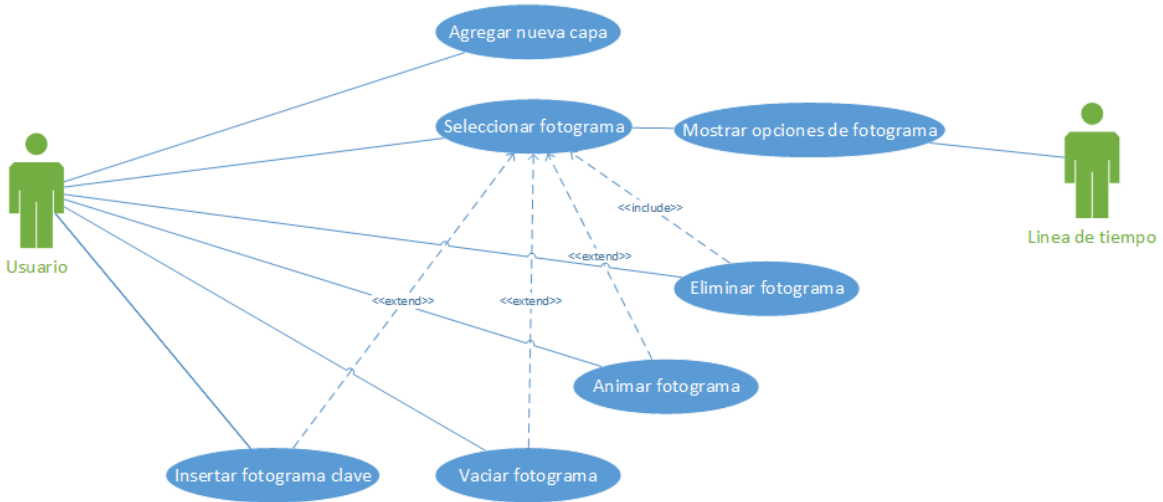 Agregar nueva capa
Seleccionar fotograma
Mostrar opciones de fotograma
<<include>>
Linea de tiempo
Usuario
<<extend>>
Eliminar fotograma
<<extend>>
<<extend>>
Animar fotograma
Insertar fotograma clave
Vaciar fotograma